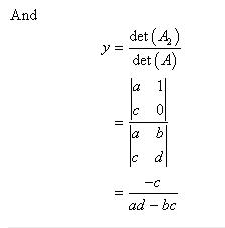 And
y = det(A₂) / det(A)
= |a 1|
|c 0| / |a b|
|c d|
= -c / ad - bc